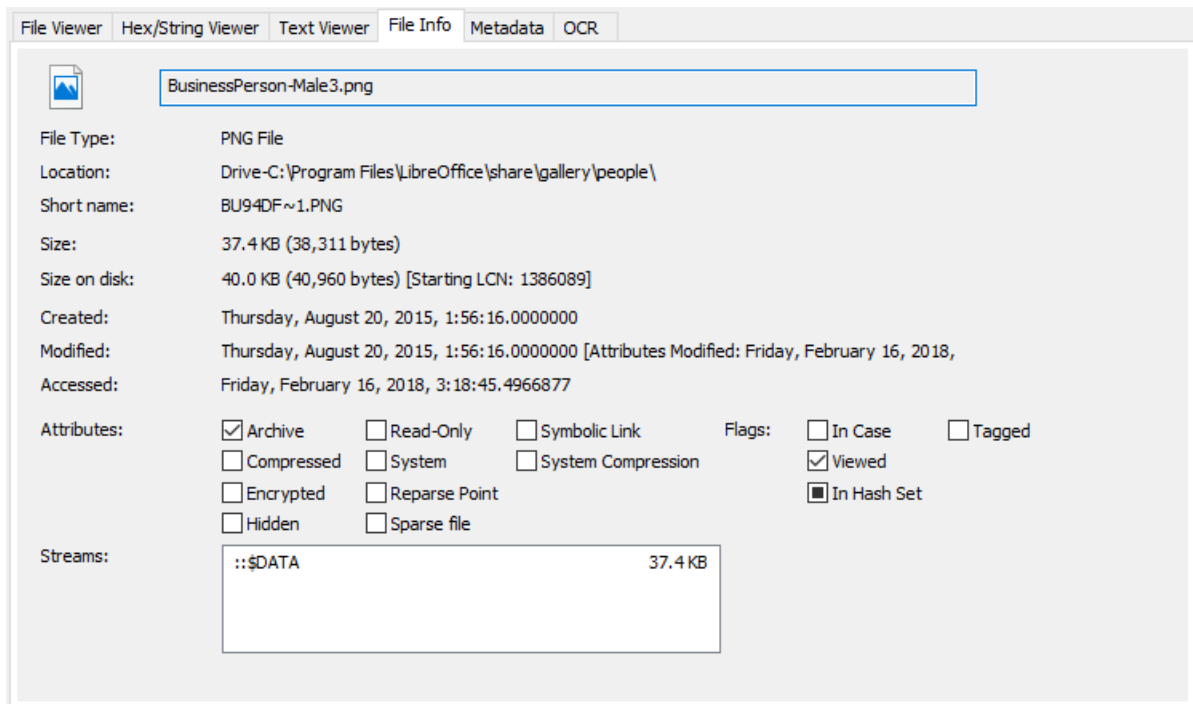 File Viewer Hex/String Viewer Text Viewer File Info Metadata OCR
BusinessPerson-Male3.png
File Type: PNG File
Location: Drive-C:\Program Files\LibreOffice\share\gallery\people\
Short name: BU94DF~1.PNG
Size: 37.4 KB (38,311 bytes)
Size on disk: 40.0 KB (40,960 bytes) [Starting LCN: 1386089]
Created: Thursday, August 20, 2015, 1:56:16.0000000
Modified: Thursday, August 20, 2015, 1:56:16.0000000 [Attributes Modified: Friday, February 16, 2018,
Accessed: Friday, February 16, 2018, 3:18:45.4966877
Attributes: Archive Read-Only Symbolic Link Flags: In Case Tagged
Compressed System System Compression Viewed
Encrypted Reparse Point In Hash Set
Hidden Sparse file
Streams: ::$DATA 37.4 KB